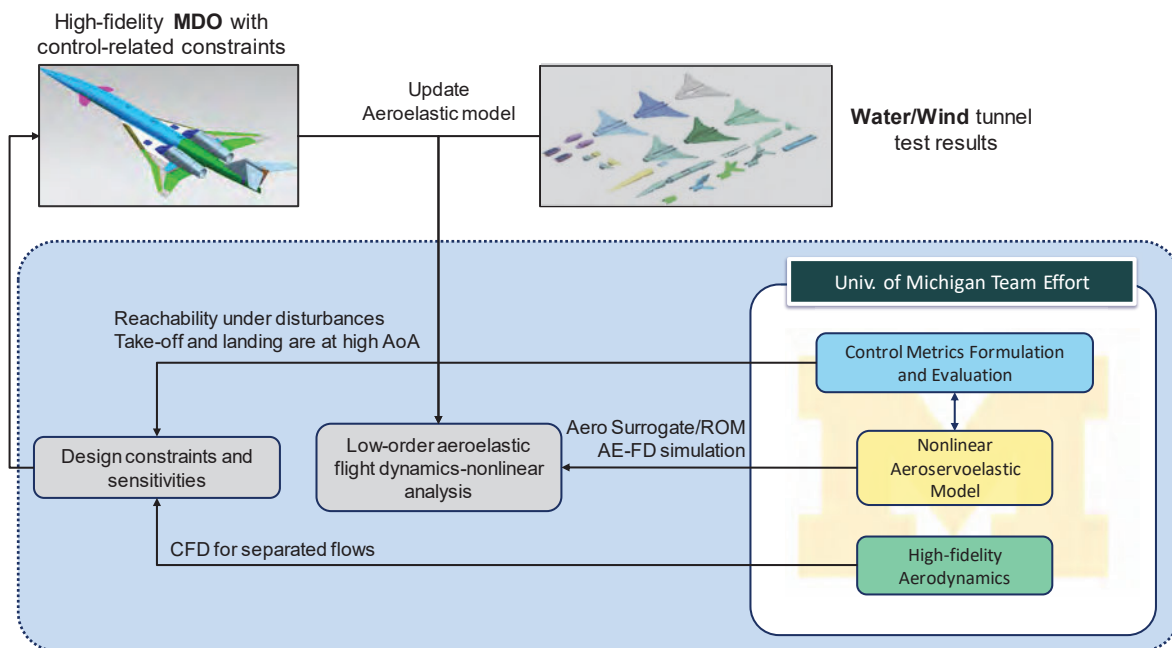 High-fidelity MDO with
control-related constraints
Update
Aeroelastic model
Water/Wind tunnel
test results
Univ. of Michigan Team Effort
Reachability under disturbances
Take-off and landing are at high AoA
Control Metrics Formulation
and Evaluation
Design constraints and
sensitivities
Low-order aeroelastic
flight dynamics-nonlinear
analysis
Aero Surrogate/ROM
AE-FD simulation
Nonlinear
Aeroservoelastic
Model
CFD for separated flows
High-fidelity
Aerodynamics